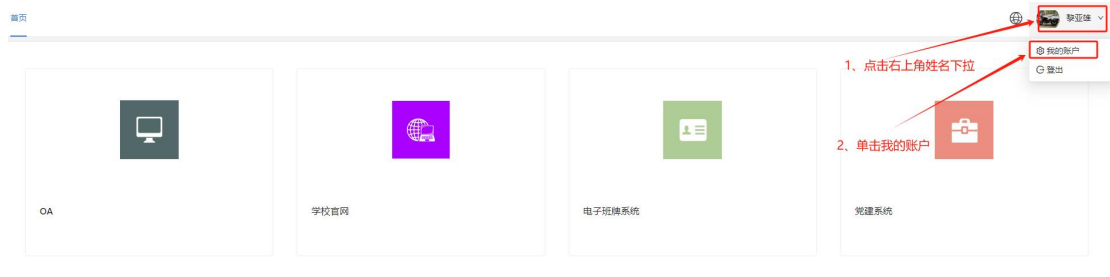 首页
黎亚雄
我的账户
登出
1、点击右上角姓名下拉
2、单击我的账户
OA
学校官网
电子班牌系统
党建系统